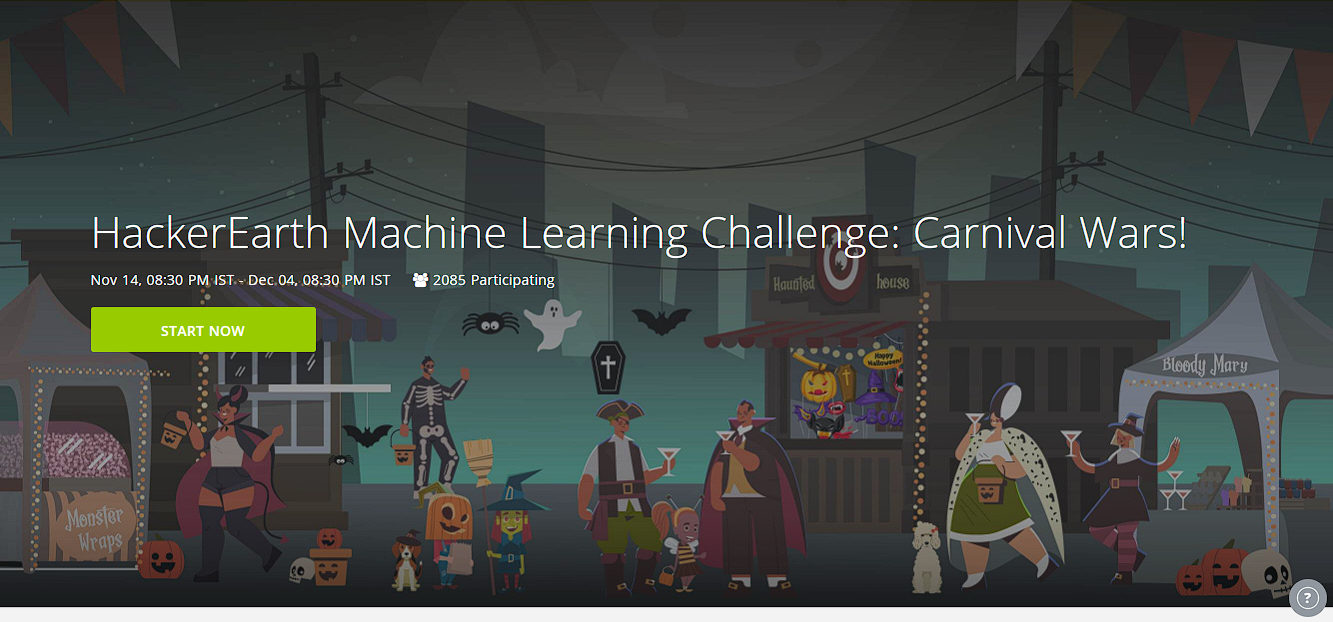 HackerEarth Machine Learning Challenge: Carnival Wars!
Nov 14, 08:30 PM IST - Dec 04, 08:30 PM IST 2085 Participating
START NOW
Haunted house
Happy
Halloween!
BOO
Bloody Mary
Monster
Wraps
?